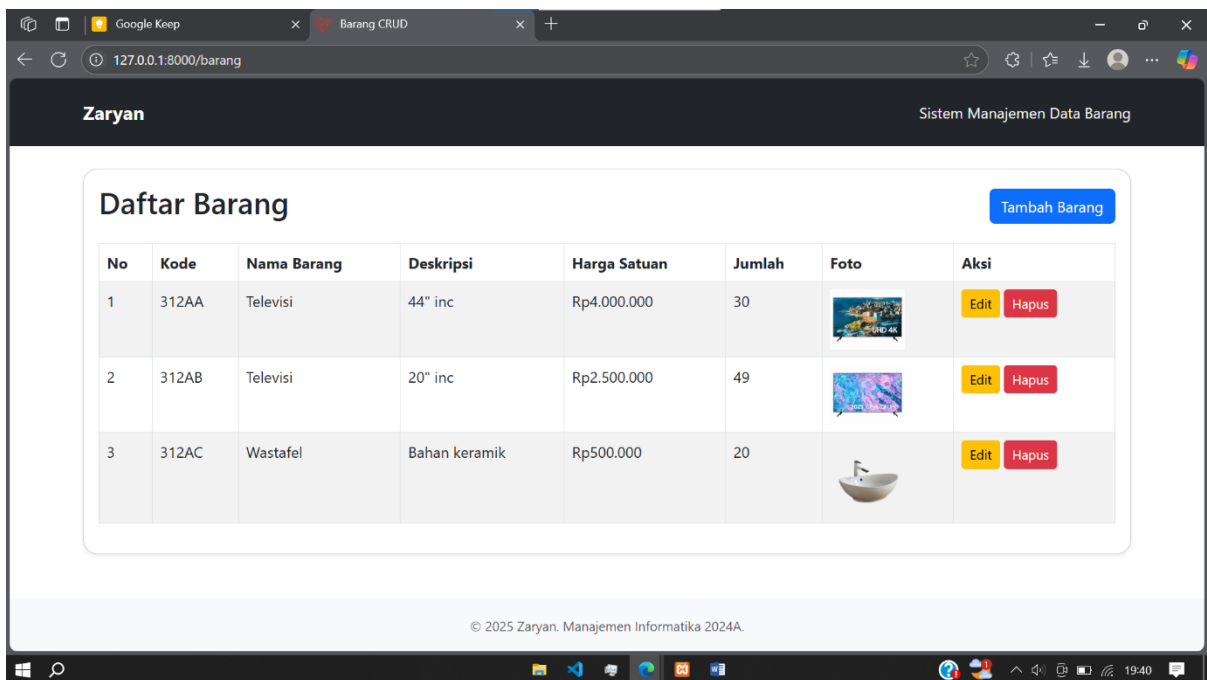 Google Keep
Barang CRUD
127.0.0.1:8000/barang
Zaryan
Sistem Manajemen Data Barang
Daftar Barang
Tambah Barang
No Kode Nama Barang Deskripsi Harga Satuan Jumlah Foto Aksi
1 312AA Televisi 44" inc Rp4.000.000 30 UHD 4K Edit Hapus
2 312AB Televisi 20" inc Rp2.500.000 49 Edit Hapus
3 312AC Wastafel Bahan keramik Rp500.000 20 Edit Hapus
© 2025 Zaryan. Manajemen Informatika 2024A.
19:40